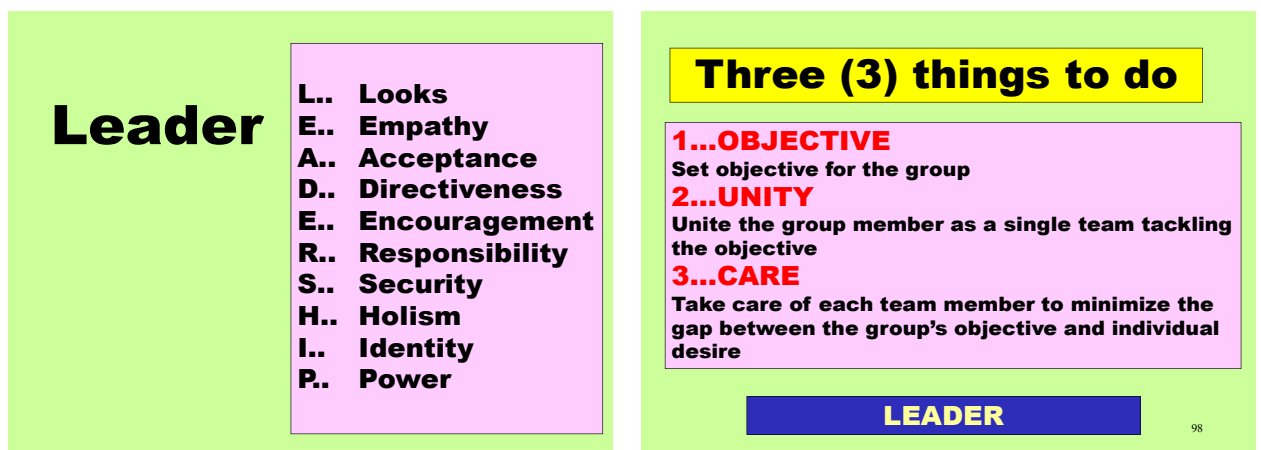 Leader
L.. Looks
E.. Empathy
A.. Acceptance
D.. Directiveness
E.. Encouragement
R.. Responsibility
S.. Security
H.. Holism
I.. Identity
P.. Power
Three (3) things to do
1...OBJECTIVE
Set objective for the group
2...UNITY
Unite the group member as a single team tackling
the objective
3...CARE
Take care of each team member to minimize the
gap between the group’s objective and individual
desire
LEADER
98